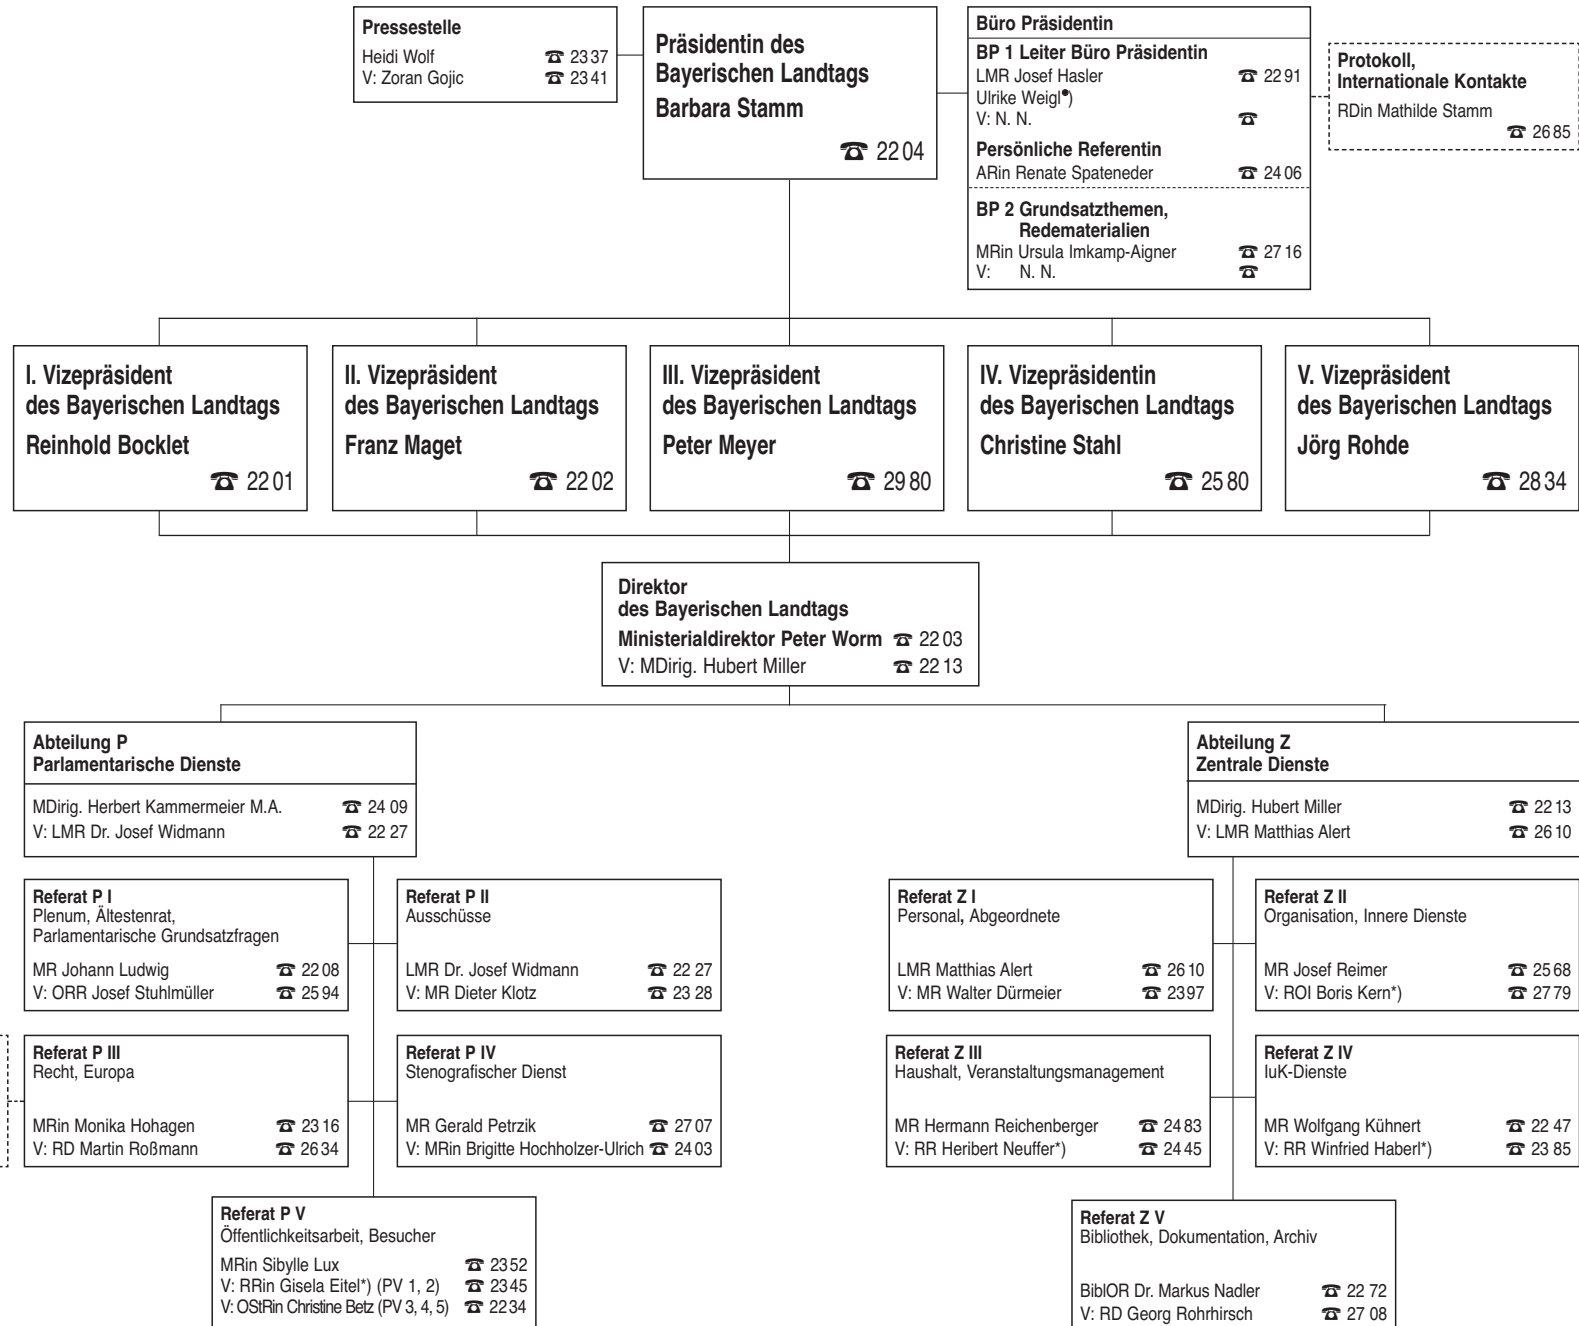 Pressestelle
Heidi Wolf ☎ 23 37
V: Zoran Gojic ☎ 23 41
Präsidentin des
Bayerischen Landtags
Barbara Stamm
☎ 22 04
Büro Präsidentin
BP 1 Leiter Büro Präsidentin
LMR Josef Hasler ☎ 22 91
Ulrike Weigl●)
V: N. N. ☎
Persönliche Referentin
ARin Renate Spateneder ☎ 24 06
BP 2 Grundsatzthemen,
Redematerialien
MRin Ursula Imkamp-Aigner ☎ 27 16
V: N. N. ☎
Protokoll,
Internationale Kontakte
RDin Mathilde Stamm
☎ 26 85
I. Vizepräsident
des Bayerischen Landtags
Reinhold Bocklet
☎ 22 01
II. Vizepräsident
des Bayerischen Landtags
Franz Maget
☎ 22 02
III. Vizepräsident
des Bayerischen Landtags
Peter Meyer
☎ 29 80
IV. Vizepräsidentin
des Bayerischen Landtags
Christine Stahl
☎ 25 80
V. Vizepräsident
des Bayerischen Landtags
Jörg Rohde
☎ 28 34
Direktor
des Bayerischen Landtags
Ministerialdirektor Peter Worm ☎ 22 03
V: MDirig. Hubert Miller ☎ 22 13
Abteilung P
Parlamentarische Dienste
MDirig. Herbert Kammermeier M.A. ☎ 24 09
V: LMR Dr. Josef Widmann ☎ 22 27
Abteilung Z
Zentrale Dienste
MDirig. Hubert Miller ☎ 22 13
V: LMR Matthias Alert ☎ 26 10
Referat P I
Plenum, Ältestenrat,
Parlamentarische Grundsatzfragen
MR Johann Ludwig ☎ 22 08
V: ORR Josef Stuhlmüller ☎ 25 94
Referat P II
Ausschüsse
LMR Dr. Josef Widmann ☎ 22 27
V: MR Dieter Klotz ☎ 23 28
Referat Z I
Personal, Abgeordnete
LMR Matthias Alert ☎ 26 10
V: MR Walter Dürmeier ☎ 23 97
Referat Z II
Organisation, Innere Dienste
MR Josef Reimer ☎ 25 68
V: ROI Boris Kern*) ☎ 27 79
Referat P III
Recht, Europa
MRin Monika Hohagen ☎ 23 16
V: RD Martin Roßmann ☎ 26 34
Referat P IV
Stenografischer Dienst
MR Gerald Petrzik ☎ 27 07
V: MRin Brigitte Hochholzer-Ulrich ☎ 24 03
Referat Z III
Haushalt, Veranstaltungsmanagement
MR Hermann Reichenberger ☎ 24 83
V: RR Heribert Neuffer*) ☎ 24 45
Referat Z IV
IuK-Dienste
MR Wolfgang Kühnert ☎ 22 47
V: RR Winfried Haberl*) ☎ 23 85
Referat P V
Öffentlichkeitsarbeit, Besucher
MRin Sibylle Lux ☎ 23 52
V: RRin Gisela Eitel*) (PV 1, 2) ☎ 23 45
V: OStRin Christine Betz (PV 3, 4, 5) ☎ 22 34
Referat Z V
Bibliothek, Dokumentation, Archiv
BiblOR Dr. Markus Nadler ☎ 22 72
V: RD Georg Rohrhirsch ☎ 27 08